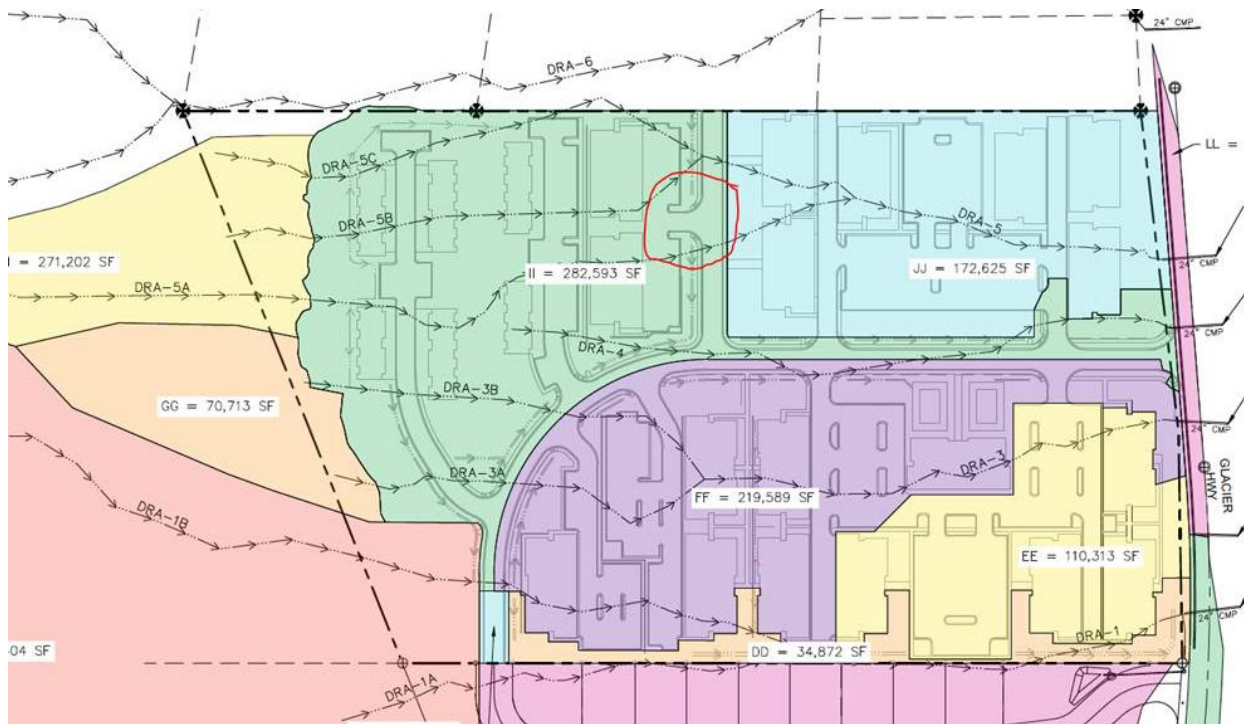 24" CMP
DRA-6
LL =
DRA-5C
DRA-5B
DRA-5
271,202 SF
II = 282,593 SF
JJ = 172,625 SF
24" CMP
DRA-5A
24" CMP
DRA-4
DRA-3B
GG = 70,713 SF
24" CMP
DRA-3A
DRA-3
GLACIER
HWY
FF = 219,589 SF
DRA-1B
EE = 110,313 SF
24" CMP
DRA-1
04 SF
DD = 34,872 SF
DRA-1A